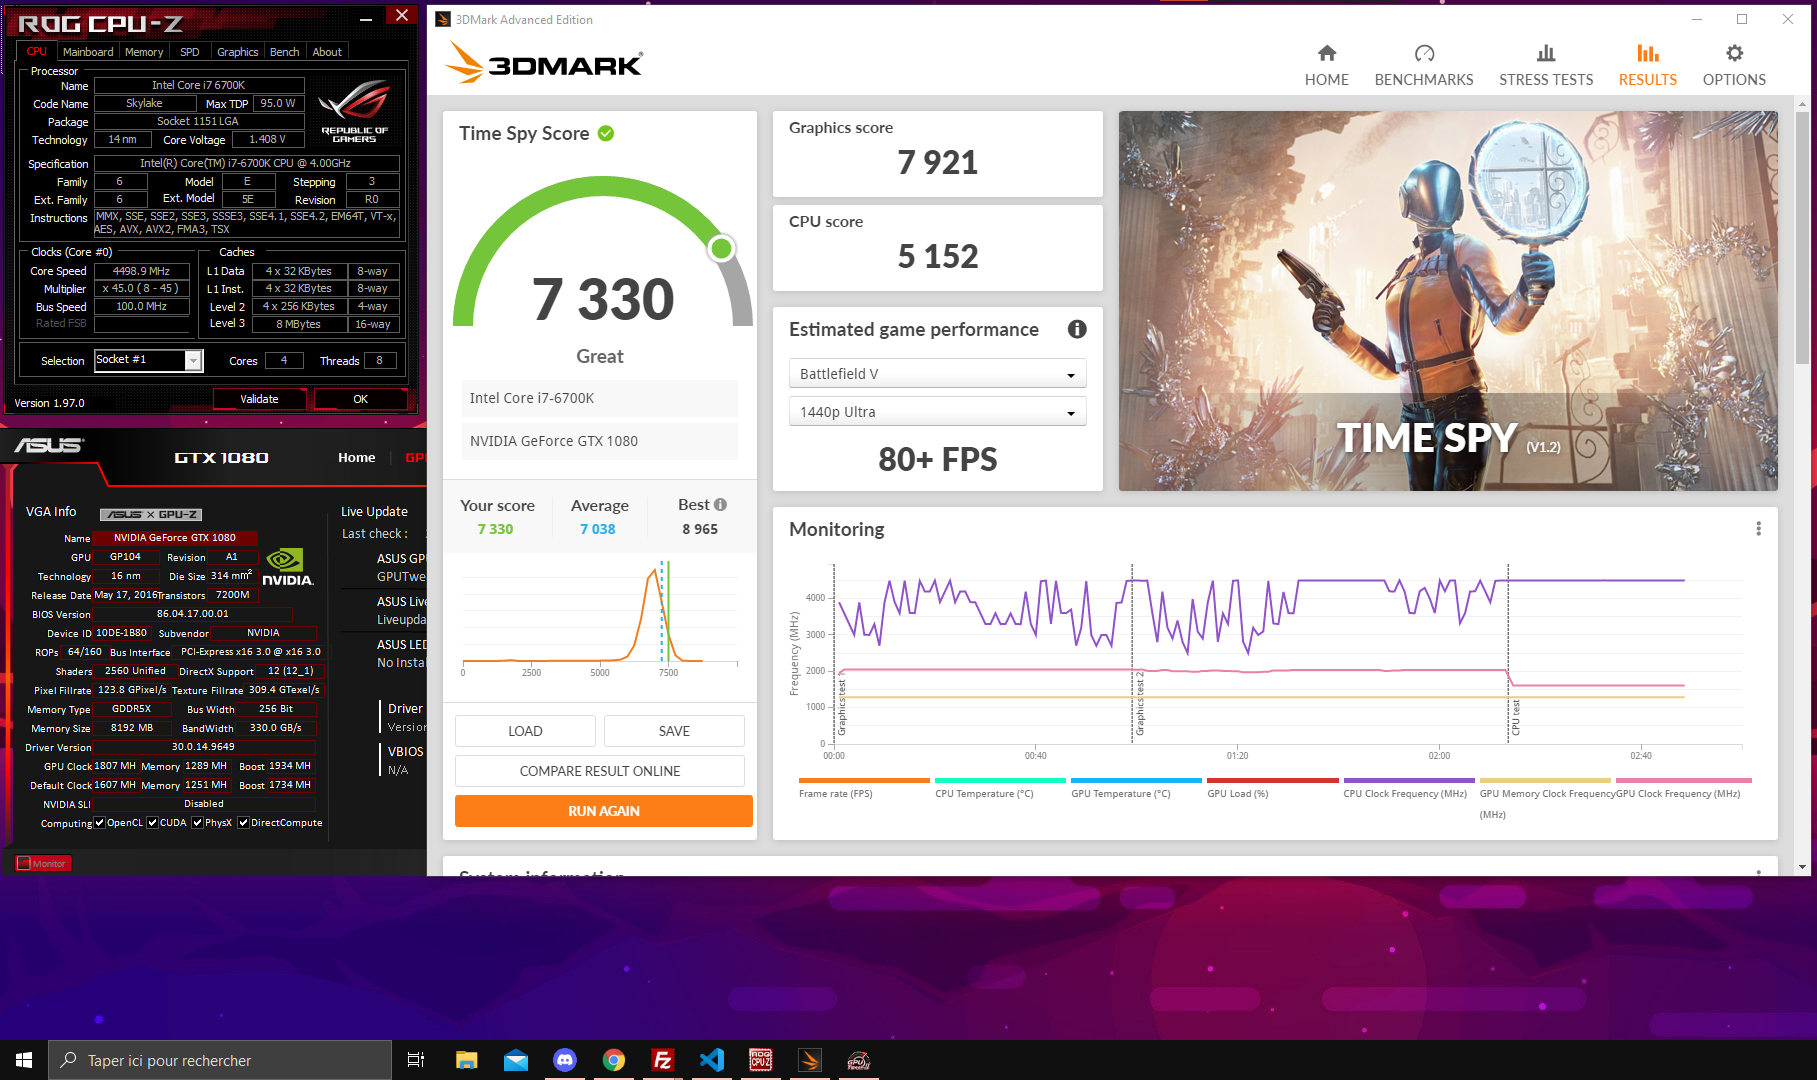 ROG CPU-Z
CPU Mainboard Memory SPD Graphics Bench About
Processor
Name Intel Core i7 6700K
Code Name Skylake Max TDP 95.0 W
Package Socket 1151 LGA
Technology 14 nm Core Voltage 1.408 V
REPUBLIC OF
GAMERS
Specification Intel(R) Core(TM) i7-6700K CPU @ 4.00GHz
Family 6 Model E Stepping 3
Ext. Family 6 Ext. Model 5E Revision R0
Instructions MMX, SSE, SSE2, SSE3, SSSE3, SSE4.1, SSE4.2, EM64T, VT-x,
AES, AVX, AVX2, FMA3, TSX
Clocks (Core #0) Caches
Core Speed 4498.9 MHz L1 Data 4 x 32 KBytes 8-way
Multiplier x 45.0 ( 8 - 45 ) L1 Inst. 4 x 32 KBytes 8-way
Bus Speed 100.0 MHz Level 2 4 x 256 KBytes 4-way
Rated FSB Level 3 8 MBytes 16-way
Selection Socket #1 Cores 4 Threads 8
Version 1.97.0 Validate OK
ASUS GTX 1080 Home
VGA Info ASUS x GPU-Z
Name NVIDIA GeForce GTX 1080
GPU GP104 Revision A1
Technology 16 nm Die Size 314 mm²
NVIDIA.
Release Date May 17, 2016 Transistors 7200M
BIOS Version 86.04.17.00.01
Device ID 10DE-1B80 Subvendor NVIDIA
ROPs 64/160 Bus Interface PCI-Express x16 3.0 @ x16 3.0
Shaders 2560 Unified DirectX Support 12 (12_1)
Pixel Fillrate 123.8 GPixel/s Texture Fillrate 309.4 GTexel/s
Memory Type GDDR5X Bus Width 256 Bit
Memory Size 8192 MB BandWidth 330.0 GB/s
Driver Version 30.0.14.9649
GPU Clock 1807 MH Memory 1289 MH Boost 1934 MH
Default Clock 1607 MH Memory 1251 MH Boost 1734 MH
NVIDIA SLI Disabled
Computing OpenCL CUDA PhysX DirectCompute
Monitor
Live Update
Last check :
ASUS GP
GPUTwe
ASUS Live
Liveupda
ASUS LED
No Instal
Driver
Version
VBIOS
N/A
3DMark Advanced Edition
3DMARK
HOME BENCHMARKS STRESS TESTS RESULTS OPTIONS
Time Spy Score
7 330
Great
Intel Core i7-6700K
NVIDIA GeForce GTX 1080
Your score Average Best
7 330 7 038 8 965
0 2500 5000 7500
LOAD SAVE
COMPARE RESULT ONLINE
RUN AGAIN
Graphics score
7 921
CPU score
5 152
Estimated game performance
Battlefield V
1440p Ultra
80+ FPS
TIME SPY (V1.2)
Monitoring
Frequency (MHz)
4000
3000
2000
1000
0
Graphics test 1
Graphics test 2
CPU test
00:00 00:40 01:20 02:00 02:40
Frame rate (FPS) CPU Temperature (°C) GPU Temperature (°C) GPU Load (%) CPU Clock Frequency (MHz) GPU Memory Clock Frequency (MHz) GPU Clock Frequency (MHz)
System information
Taper ici pour rechercher